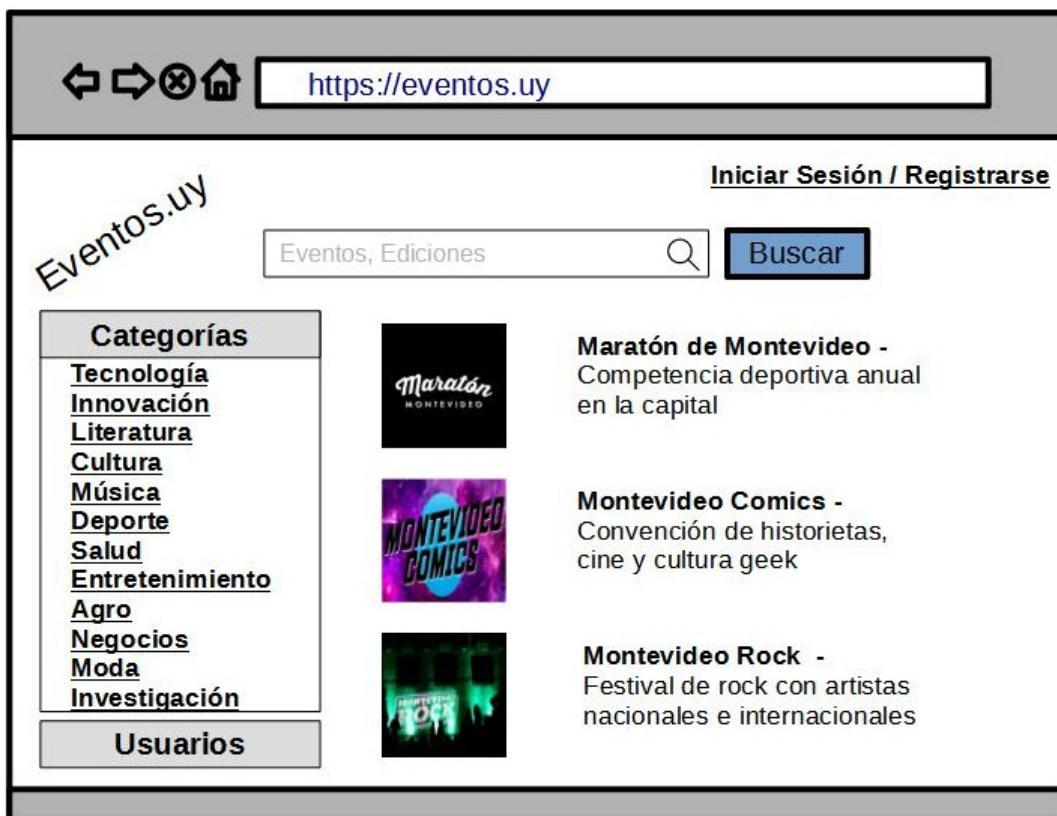 https://eventos.uy
Iniciar Sesión / Registrarse
Eventos.uy
Eventos, Ediciones
Buscar
Categorías
Tecnología
Innovación
Literatura
Cultura
Música
Deporte
Salud
Entretenimiento
Agro
Negocios
Moda
Investigación
Usuarios
Maratón
MONTEVIDEO
Maratón de Montevideo -
Competencia deportiva anual
en la capital
MONTEVIDEO
COMICS
Montevideo Comics -
Convención de historietas,
cine y cultura geek
MONTEVIDEO
ROCK
Montevideo Rock -
Festival de rock con artistas
nacionales e internacionales